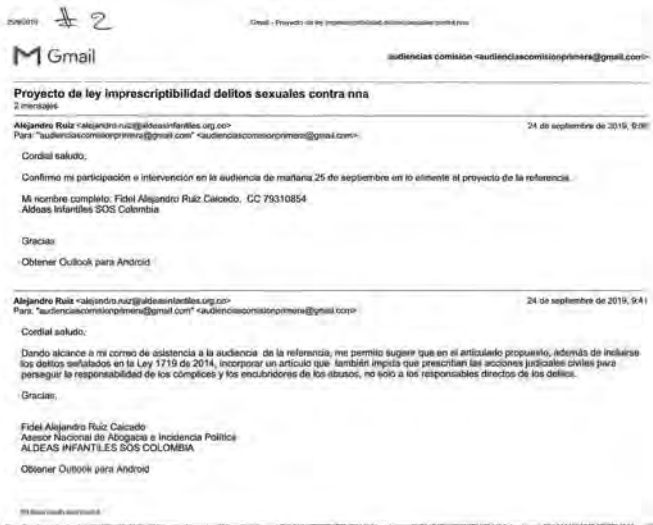 25/9/2019
# 2
Gmail - Proyecto de ley imprescriptibilidad delitos sexuales contra nna
Gmail
audiencias comision <audienciascomisionprimera@gmail.com>
Proyecto de ley imprescriptibilidad delitos sexuales contra nna
2 mensajes
Alejandro Ruiz <alejandro.ruiz@aldeasinfantiles.org.co>
24 de septiembre de 2019, 9:06
Para: "audienciascomisionprimera@gmail.com" <audienciascomisionprimera@gmail.com>
Cordial saludo,
Confirmo mi participación e intervención en la audiencia de mañana 25 de septiembre en lo atinente al proyecto de la referencia.
Mi nombre completo: Fidel Alejandro Ruiz Caicedo, CC 79310854
Aldeas Infantiles SOS Colombia
Gracias
Obtener Outlook para Android
Alejandro Ruiz <alejandro.ruiz@aldeasinfantiles.org.co>
24 de septiembre de 2019, 9:41
Para: "audienciascomisionprimera@gmail.com" <audienciascomisionprimera@gmail.com>
Cordial saludo,
Dando alcance a mi correo de asistencia a la audiencia de la referencia, me permito sugerir que en el articulado propuesto, además de incluirse
los delitos señalados en la Ley 1719 de 2014, incorporar un artículo que también impida que prescriban las acciones judiciales civiles para
perseguir la responsabilidad de los cómplices y los encubridores de los abusos, no solo a los responsables directos de los delitos.
Gracias,
Fidel Alejandro Ruiz Caicedo
Asesor Nacional de Abogacía e Incidencia Política
ALDEAS INFANTILES SOS COLOMBIA
Obtener Outlook para Android